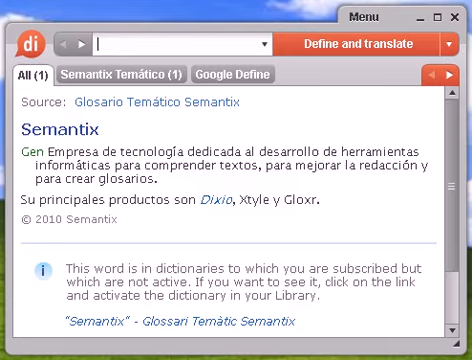 Menu
di
Define and translate
All (1)
Semantix Temático (1)
Google Define
Source: Glosario Temático Semantix
Semantix
Gen Empresa de tecnología dedicada al desarrollo de herramientas
informáticas para comprender textos, para mejorar la redacción y
para crear glosarios.
Su principales productos son Dixio, Xtyle y Gloxr.
© 2010 Semantix
i
This word is in dictionaries to which you are subscribed but
which are not active. If you want to see it, click on the link
and activate the dictionary in your Library.
"Semantix" - Glossari Temàtic Semantix